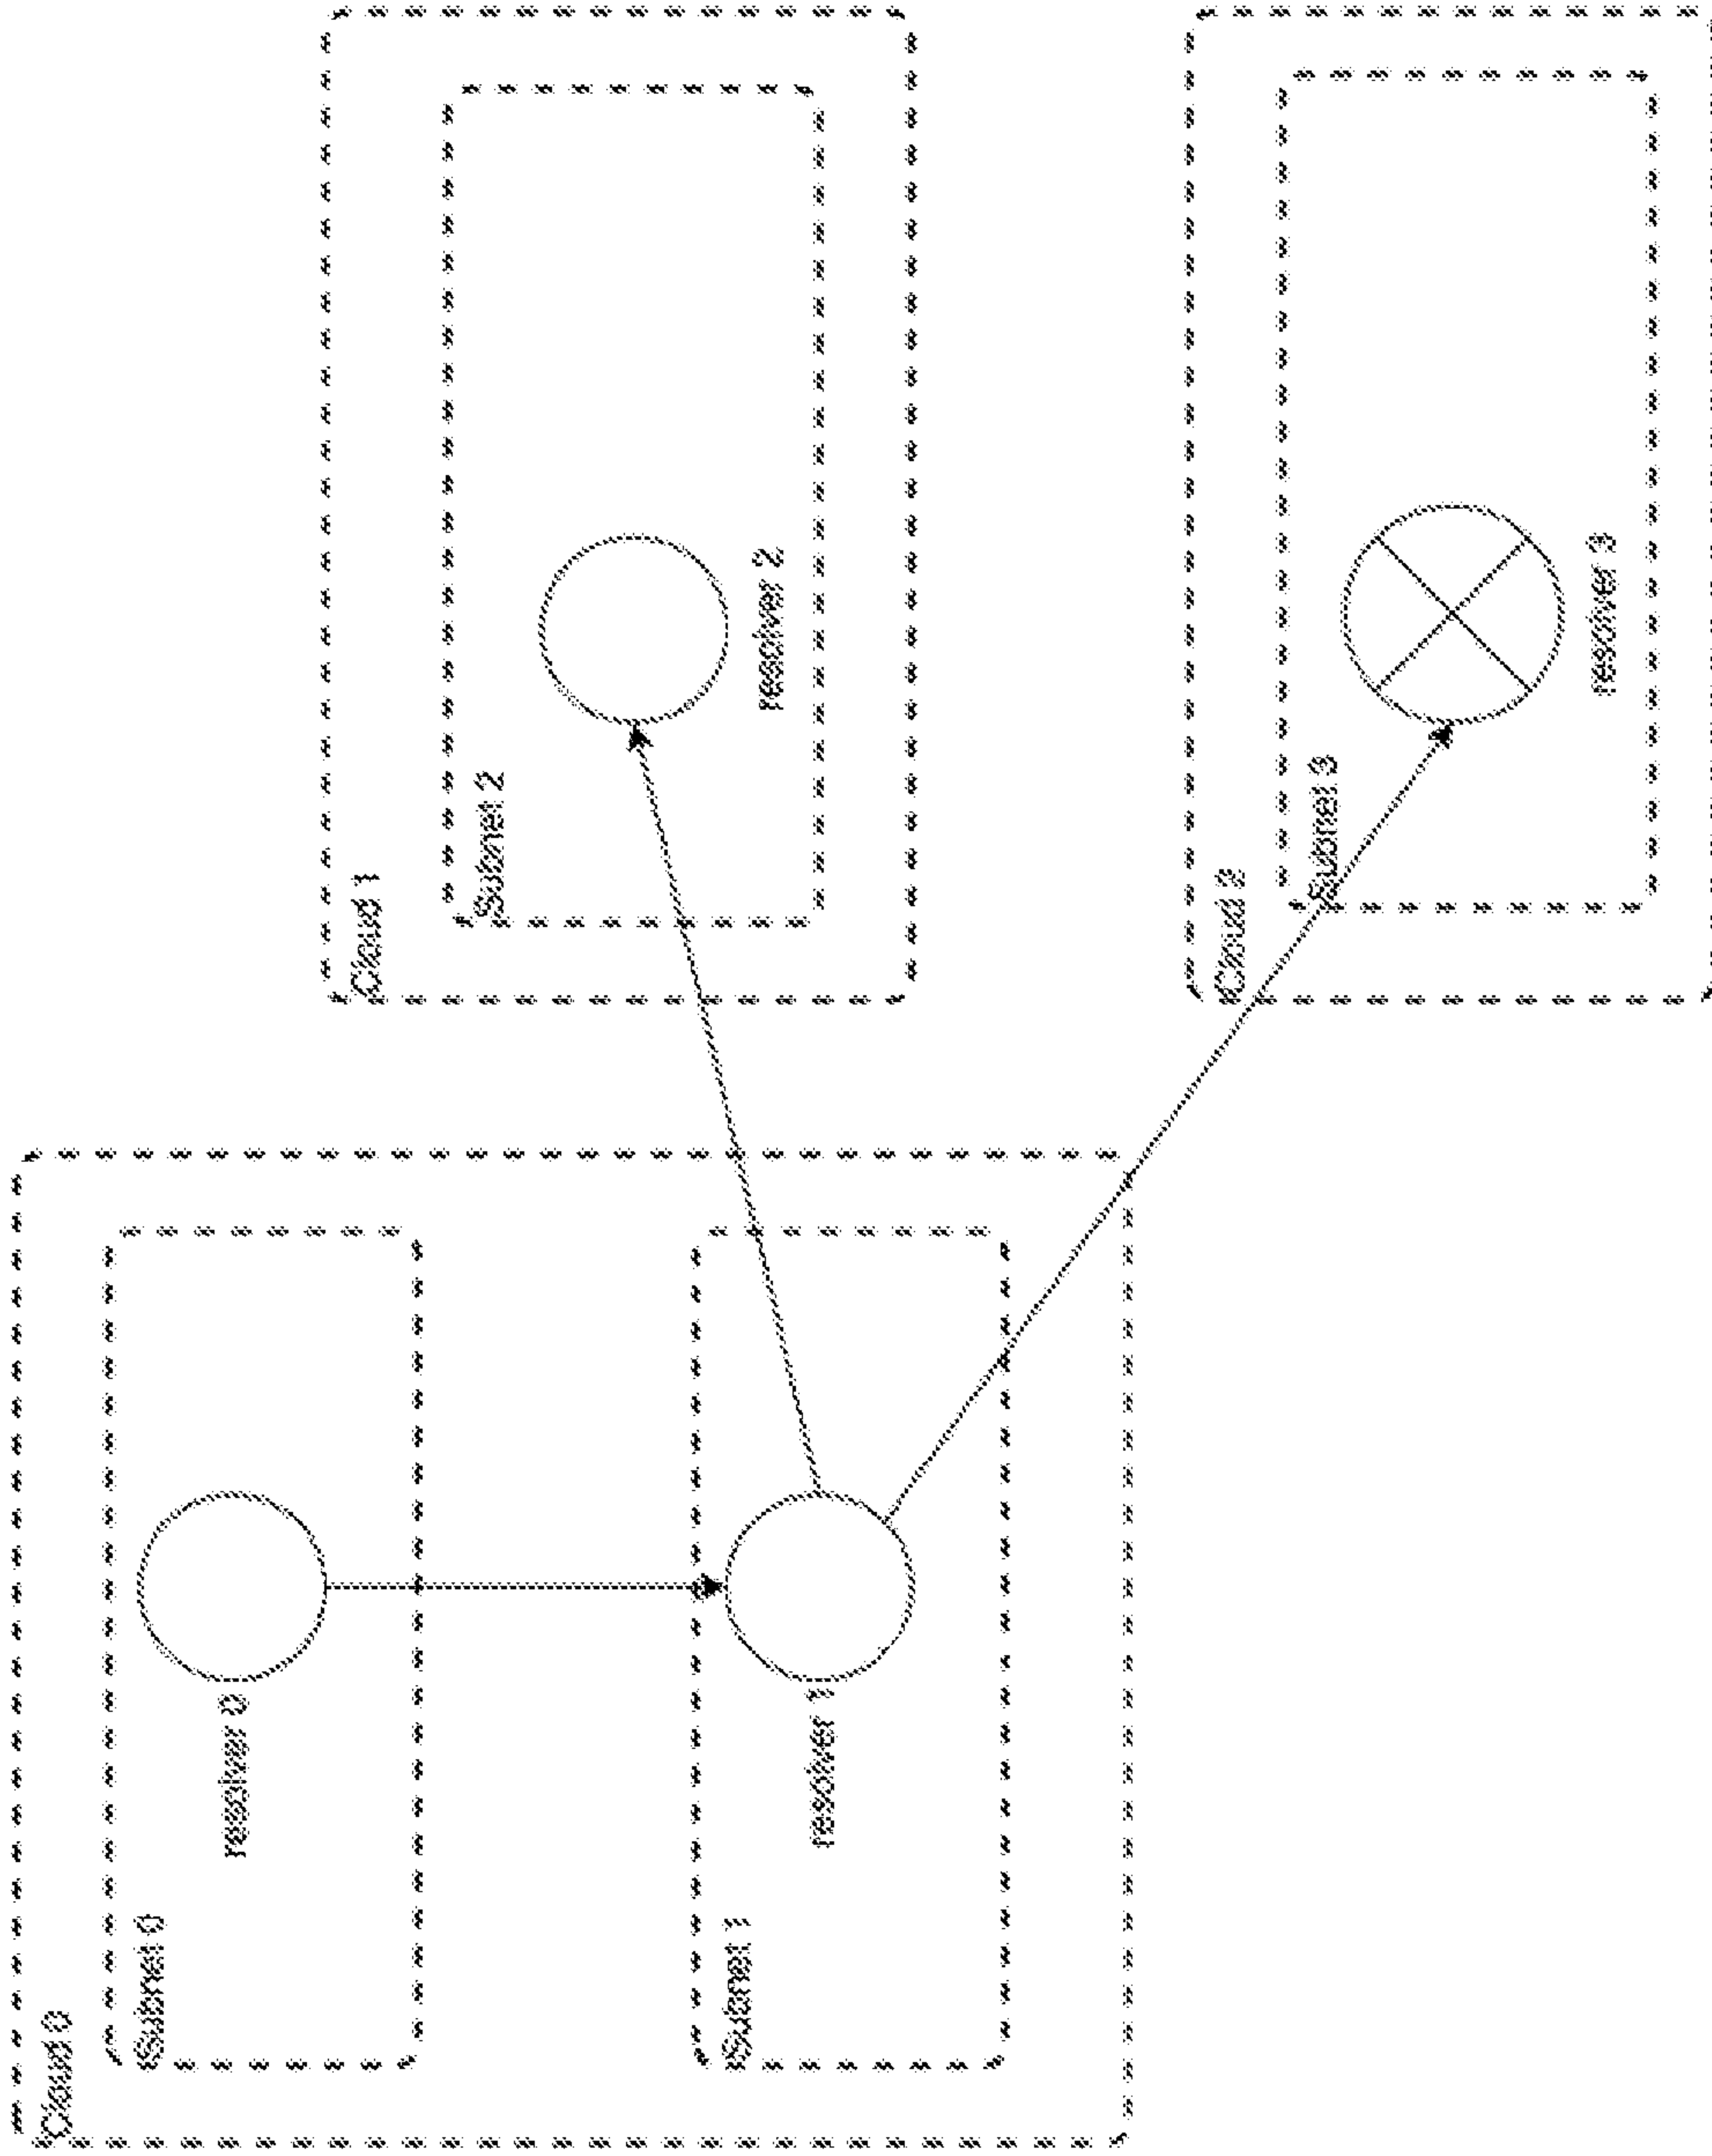 Cloud 0
Subnet 0
resolver 0
Subnet 1
resolver 1
Cloud 1
Subnet 2
resolver 2
Cloud 2
Subnet 3
resolver 3